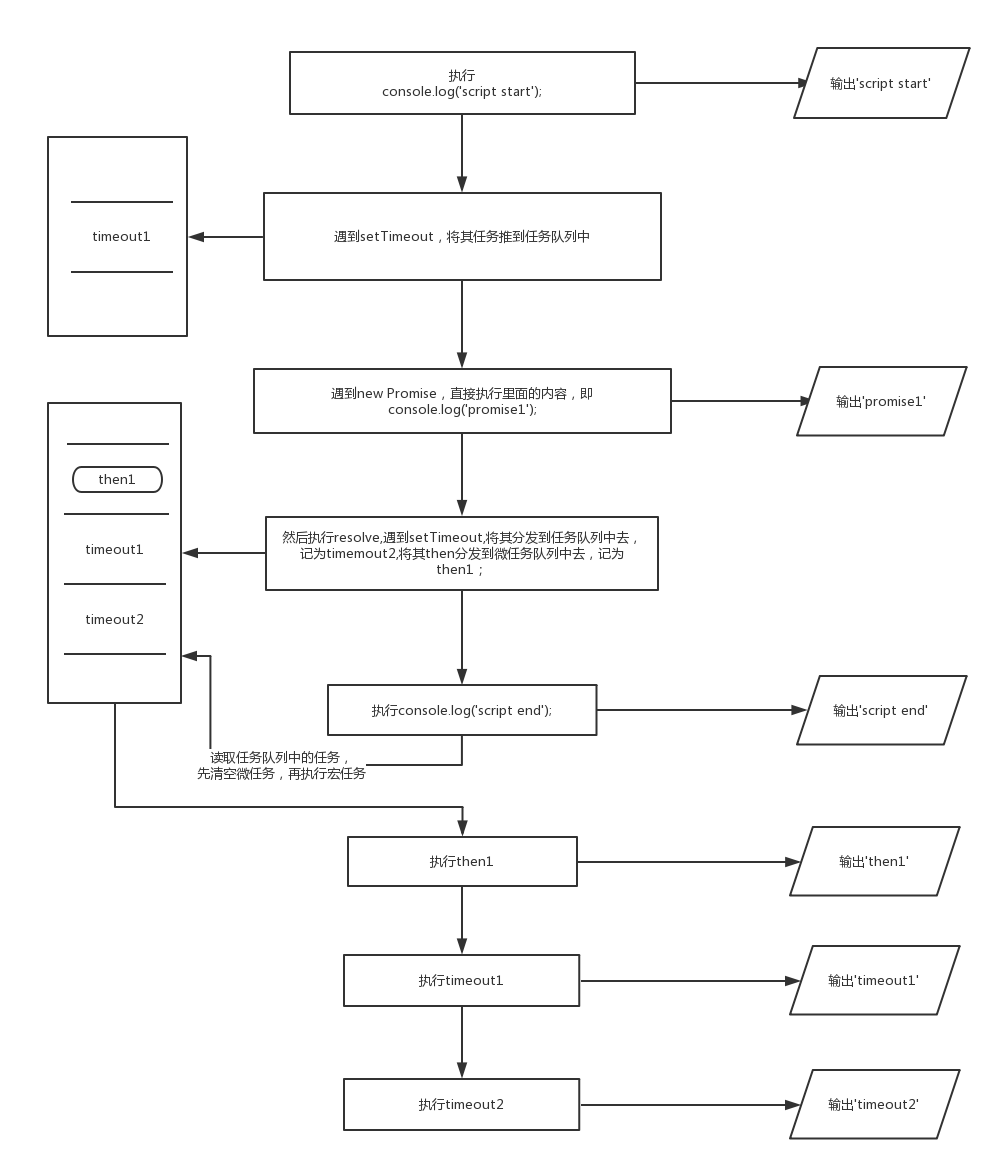 执行
console.log('script start');
输出'script start'
timeout1
遇到setTimeout，将其任务推到任务队列中
遇到new Promise，直接执行里面的内容，即
console.log('promise1');
输出'promise1'
then1
timeout1
timeout2
然后执行resolve,遇到setTimeout,将其分发到任务队列中去，
记为timemout2,将其then分发到微任务队列中去，记为
then1；
执行console.log('script end');
输出'script end'
读取任务队列中的任务，
先清空微任务，再执行宏任务
执行then1
输出'then1'
执行timeout1
输出'timeout1'
执行timeout2
输出'timeout2'